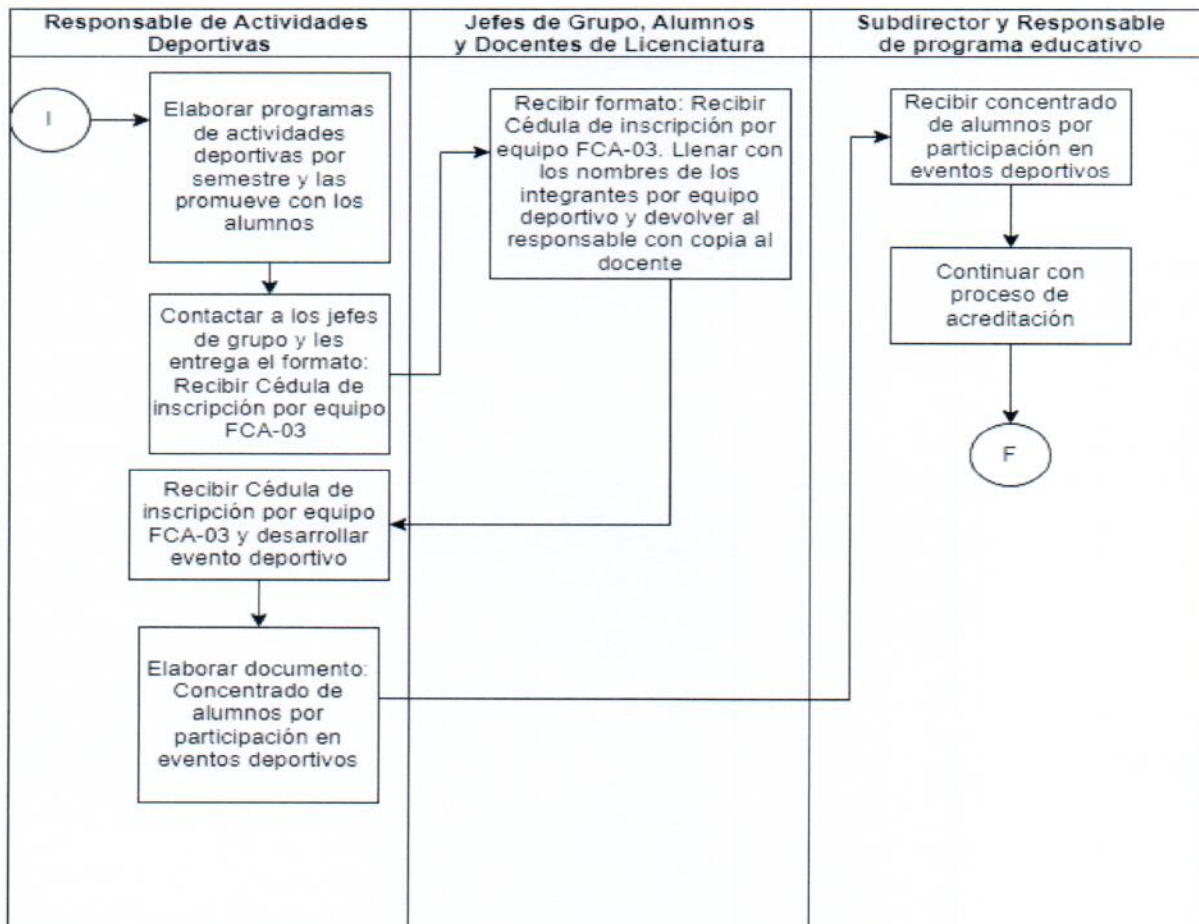 Responsable de Actividades
Deportivas
Jefes de Grupo, Alumnos
y Docentes de Licenciatura
Subdirector y Responsable
de programa educativo
I
Elaborar programas
de actividades
deportivas por
semestre y las
promueve con los
alumnos
Contactar a los jefes
de grupo y les
entrega el formato:
Recibir Cédula de
inscripción por equipo
FCA-03
Recibir Cédula de
inscripción por equipo
FCA-03 y desarrollar
evento deportivo
Elaborar documento:
Concentrado de
alumnos por
participación en
eventos deportivos
Recibir formato: Recibir
Cédula de inscripción por
equipo FCA-03. Llenar con
los nombres de los
integrantes por equipo
deportivo y devolver al
responsable con copia al
docente
Recibir concentrado
de alumnos por
participación en
eventos deportivos
Continuar con
proceso de
acreditación
F